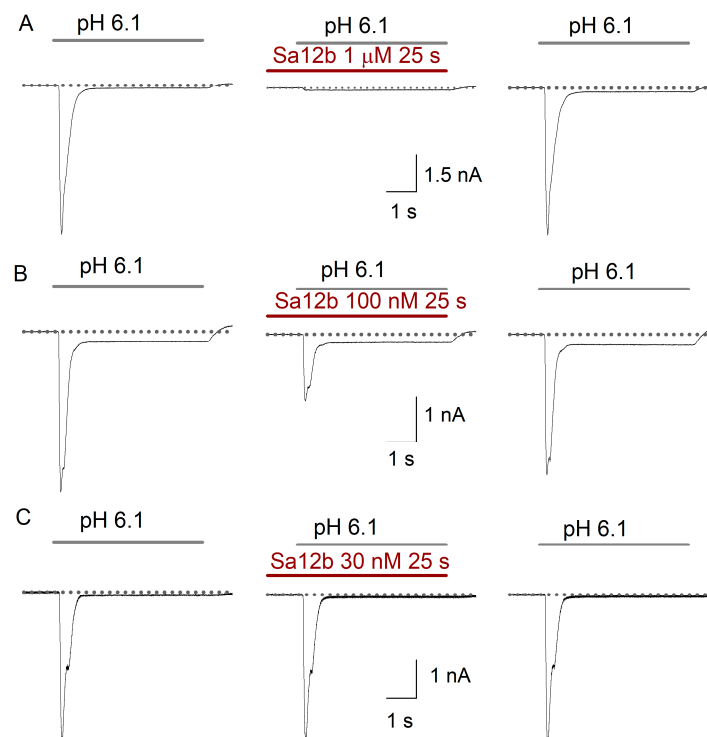 A
pH 6.1
pH 6.1
pH 6.1
Sa12b 1 μM 25 s
1.5 nA
1 s
B
pH 6.1
pH 6.1
pH 6.1
Sa12b 100 nM 25 s
1 nA
1 s
C
pH 6.1
pH 6.1
pH 6.1
Sa12b 30 nM 25 s
1 nA
1 s